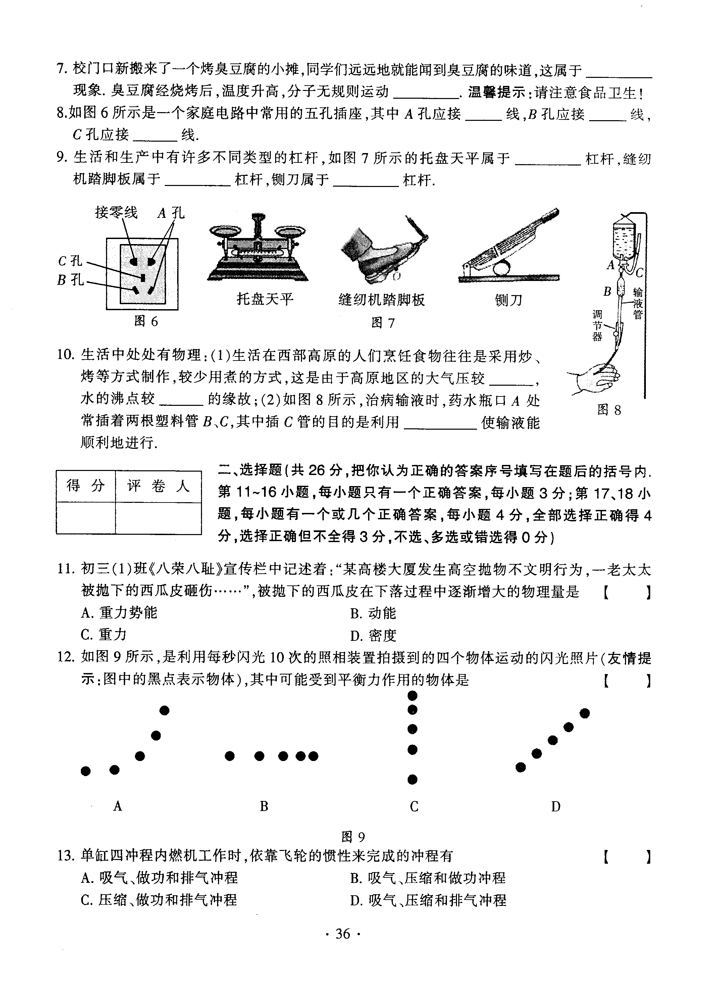 7. 校门口新搬来了一个烤臭豆腐的小摊,同学们远远地就能闻到臭豆腐的味道,这属于 ________
现象. 臭豆腐经烧烤后,温度升高,分子无规则运动 ________. 温馨提示:请注意食品卫生!
8.如图 6 所示是一个家庭电路中常用的五孔插座,其中 A 孔应接 ____ 线,B 孔应接 ____ 线,
C 孔应接 _____ 线.
9. 生活和生产中有许多不同类型的杠杆,如图 7 所示的托盘天平属于 ________ 杠杆,缝纫
机踏脚板属于 ________ 杠杆,铡刀属于 ________ 杠杆.
接零线 A 孔
C 孔
B 孔
图 6
托盘天平
O
缝纫机踏脚板
铡刀
图 7
A
C
B
输液管
调节器
图 8
10. 生活中处处有物理:(1)生活在西部高原的人们烹饪食物往往是采用炒、
烤等方式制作,较少用煮的方式,这是由于高原地区的大气压较 _____,
水的沸点较 _____ 的缘故;(2)如图 8 所示,治病输液时,药水瓶口 A 处
常插着两根塑料管 B、C,其中插 C 管的目的是利用 ________ 使输液能
顺利地进行.
得 分 评 卷 人
二、选择题(共 26 分,把你认为正确的答案序号填写在题后的括号内.
第 11~16 小题,每小题只有一个正确答案,每小题 3 分;第 17、18 小
题,每小题有一个或几个正确答案,每小题 4 分,全部选择正确得 4
分,选择正确但不全得 3 分,不选、多选或错选得 0 分)
11. 初三(1)班《八荣八耻》宣传栏中记述着:“某高楼大厦发生高空抛物不文明行为,一老太太
被抛下的西瓜皮砸伤……”,被抛下的西瓜皮在下落过程中逐渐增大的物理量是 【 】
A. 重力势能 B. 动能
C. 重力 D. 密度
12. 如图 9 所示,是利用每秒闪光 10 次的照相装置拍摄到的四个物体运动的闪光照片(友情提
示:图中的黑点表示物体),其中可能受到平衡力作用的物体是 【 】
A B C D
图 9
13. 单缸四冲程内燃机工作时,依靠飞轮的惯性来完成的冲程有 【 】
A. 吸气、做功和排气冲程 B. 吸气、压缩和做功冲程
C. 压缩、做功和排气冲程 D. 吸气、压缩和排气冲程
· 36 ·